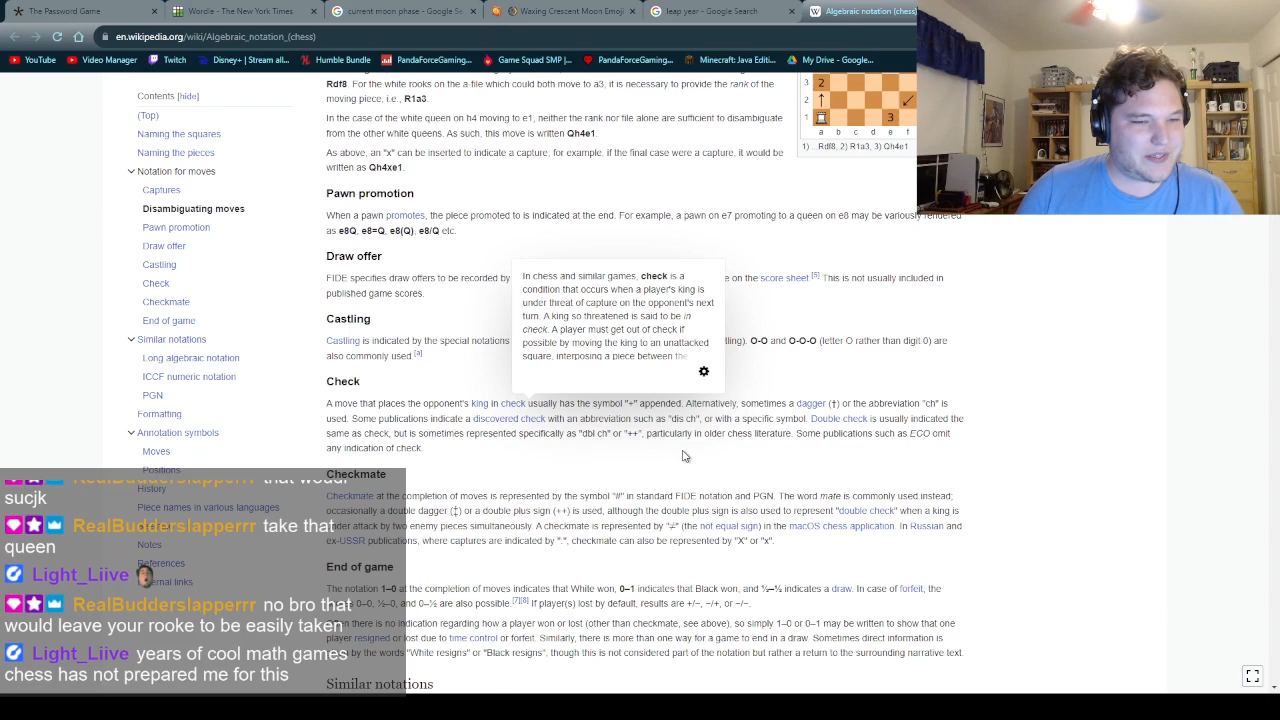 The Password Game
Wordle - The New York Times
current moon phase - Google Se
Waxing Crescent Moon Emoji
leap year - Google Search
Algebraic notation (chess)
en.wikipedia.org/wiki/Algebraic_notation_(chess)
YouTube
Video Manager
Twitch
Disney+ | Stream all...
Humble Bundle
PandaForceGaming...
Game Squad SMP |...
PandaForceGaming...
Minecraft: Java Editi...
My Drive - Google...
Contents [hide]
(Top)
Naming the squares
Naming the pieces
Notation for moves
Captures
Disambiguating moves
Pawn promotion
Draw offer
Castling
Check
Checkmate
End of game
Similar notations
Long algebraic notation
ICCF numeric notation
PGN
Formatting
Annotation symbols
Moves
Positions
History
Piece names in various languages
Notes
References
Rdf8. For the white rooks on the a-file which could both move to a3, it is necessary to provide the rank of the
moving piece, i.e., R1a3.
In the case of the white queen on h4 moving to e1, neither the rank nor file alone are sufficient to disambiguate
from the other white queens. As such, this move is written Qh4e1.
As above, an "x" can be inserted to indicate a capture; for example, if the final case were a capture, it would be
written as Qh4xe1.
3 2
2
1 3
a b c d e f
1) ...Rdf8, 2) R1a3, 3) Qh4e1
Pawn promotion
When a pawn promotes, the piece promoted to is indicated at the end. For example, a pawn on e7 promoting to a queen on e8 may be variously rendered
as e8Q, e8=Q, e8(Q), e8/Q etc.
Draw offer
FIDE specifies draw offers to be recorded by
e on the score sheet.[5] This is not usually included in
published game scores.
Castling
Castling is indicated by the special notations
tling). O-O and O-O-O (letter O rather than digit 0) are
also commonly used.[a]
In chess and similar games, check is a
condition that occurs when a player's king is
under threat of capture on the opponent's next
turn. A king so threatened is said to be in
check. A player must get out of check if
possible by moving the king to an unattacked
square, interposing a piece between the
Check
A move that places the opponent's king in check usually has the symbol "+" appended. Alternatively, sometimes a dagger (†) or the abbreviation "ch" is
used. Some publications indicate a discovered check with an abbreviation such as "dis ch", or with a specific symbol. Double check is usually indicated the
same as check, but is sometimes represented specifically as "dbl ch" or "++", particularly in older chess literature. Some publications such as ECO omit
any indication of check.
Checkmate
Checkmate at the completion of moves is represented by the symbol "#" in standard FIDE notation and PGN. The word mate is commonly used instead;
occasionally a double dagger (‡) or a double plus sign (++) is used, although the double plus sign is also used to represent "double check" when a king is
under attack by two enemy pieces simultaneously. A checkmate is represented by "≠" (the not equal sign) in the macOS chess application. In Russian and
ex-USSR publications, where captures are indicated by ":", checkmate can also be represented by "X" or "x".
End of game
The notation 1–0 at the completion of moves indicates that White won, 0–1 indicates that Black won, and ½–½ indicates a draw. In case of forfeit, the
0–0, ½–0, and 0–½ are also possible.[7][8] If player(s) lost by default, results are +/−, −/+, or −/−.
there is no indication regarding how a player won or lost (other than checkmate, see above), so simply 1–0 or 0–1 may be written to show that one
player resigned or lost due to time control or forfeit. Similarly, there is more than one way for a game to end in a draw. Sometimes direct information is
by the words "White resigns" or "Black resigns", though this is not considered part of the notation but rather a return to the surrounding narrative text.
Similar notations
RealBudderslapperrr that would
sucjk
RealBudderslapperrr take that
queen
Light_Liive
RealBudderslapperrr no bro that
would leave your rooke to be easily taken
Light_Liive years of cool math games
chess has not prepared me for this